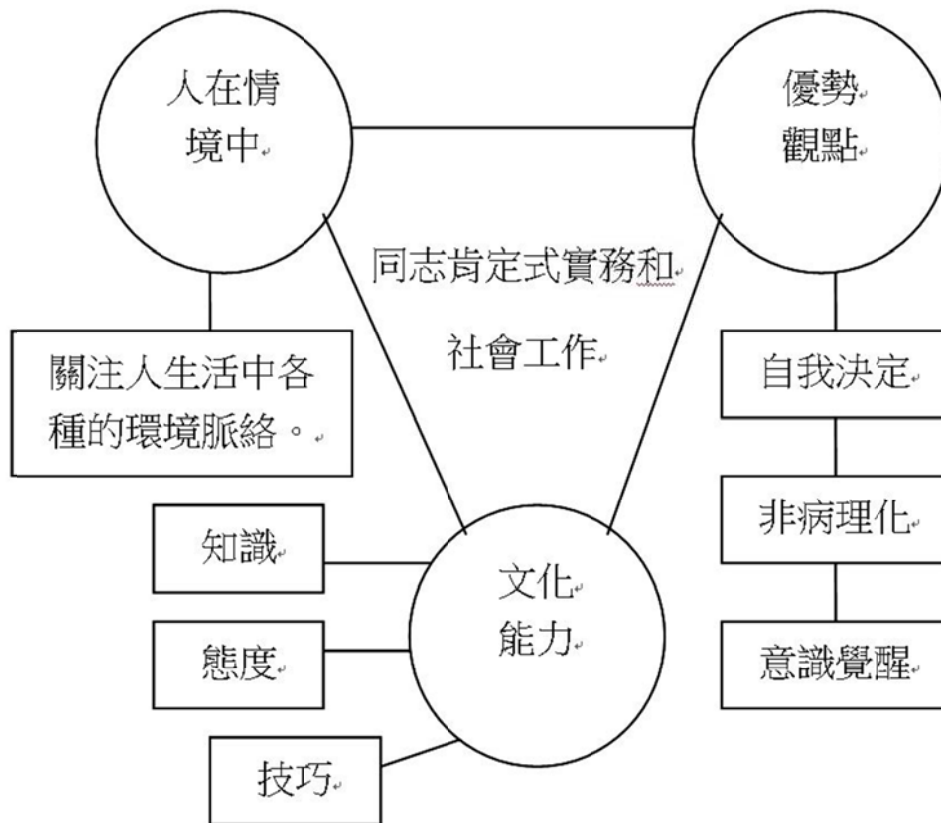 人在情
境中
優勢
觀點
同志肯定式實務和
社會工作
關注人生活中各
種的環境脈絡。
自我決定
非病理化
意識覺醒
文化
能力
知識
態度
技巧